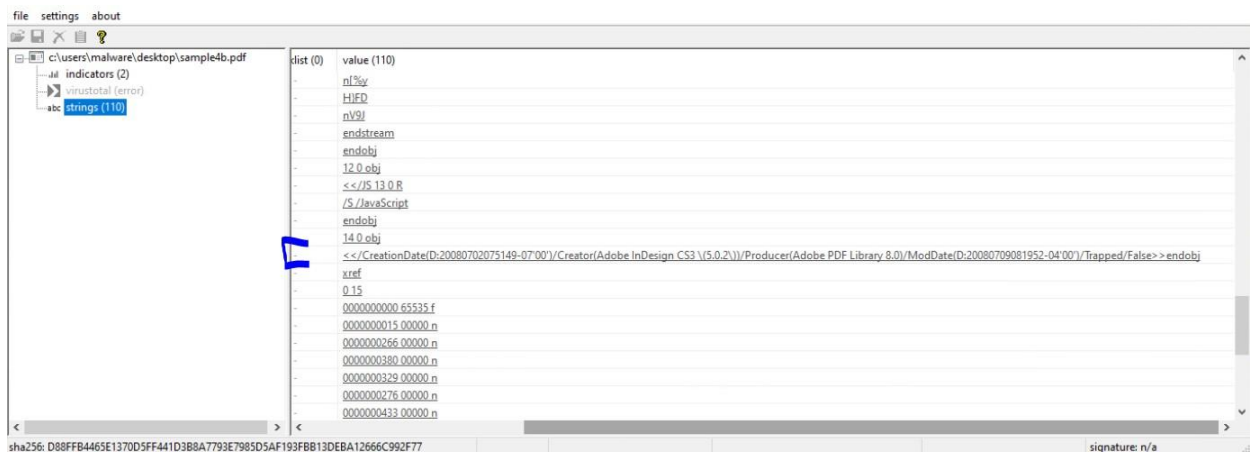 file settings about
c:\users\malware\desktop\sample4b.pdf
indicators (2)
virustotal (error)
abc strings (110)
list (0) value (110)
- n[%y
- H}FD
- nV9J
- endstream
- endobj
- 12 0 obj
- <</JS 13 0 R
- /S /JavaScript
- endobj
- 14 0 obj
- <</CreationDate(D:20080702075149-07'00')/Creator(Adobe InDesign CS3 \(5.0.2\))/Producer(Adobe PDF Library 8.0)/ModDate(D:20080709081952-04'00')/Trapped/False>>endobj
- xref
- 0 15
- 0000000000 65535 f
- 0000000015 00000 n
- 0000000266 00000 n
- 0000000380 00000 n
- 0000000329 00000 n
- 0000000276 00000 n
- 0000000433 00000 n
sha256: D88FFB4465E1370D5FF441D3B8A7793E7985D5AF193FBB13DEBA12666C992F77 signature: n/a